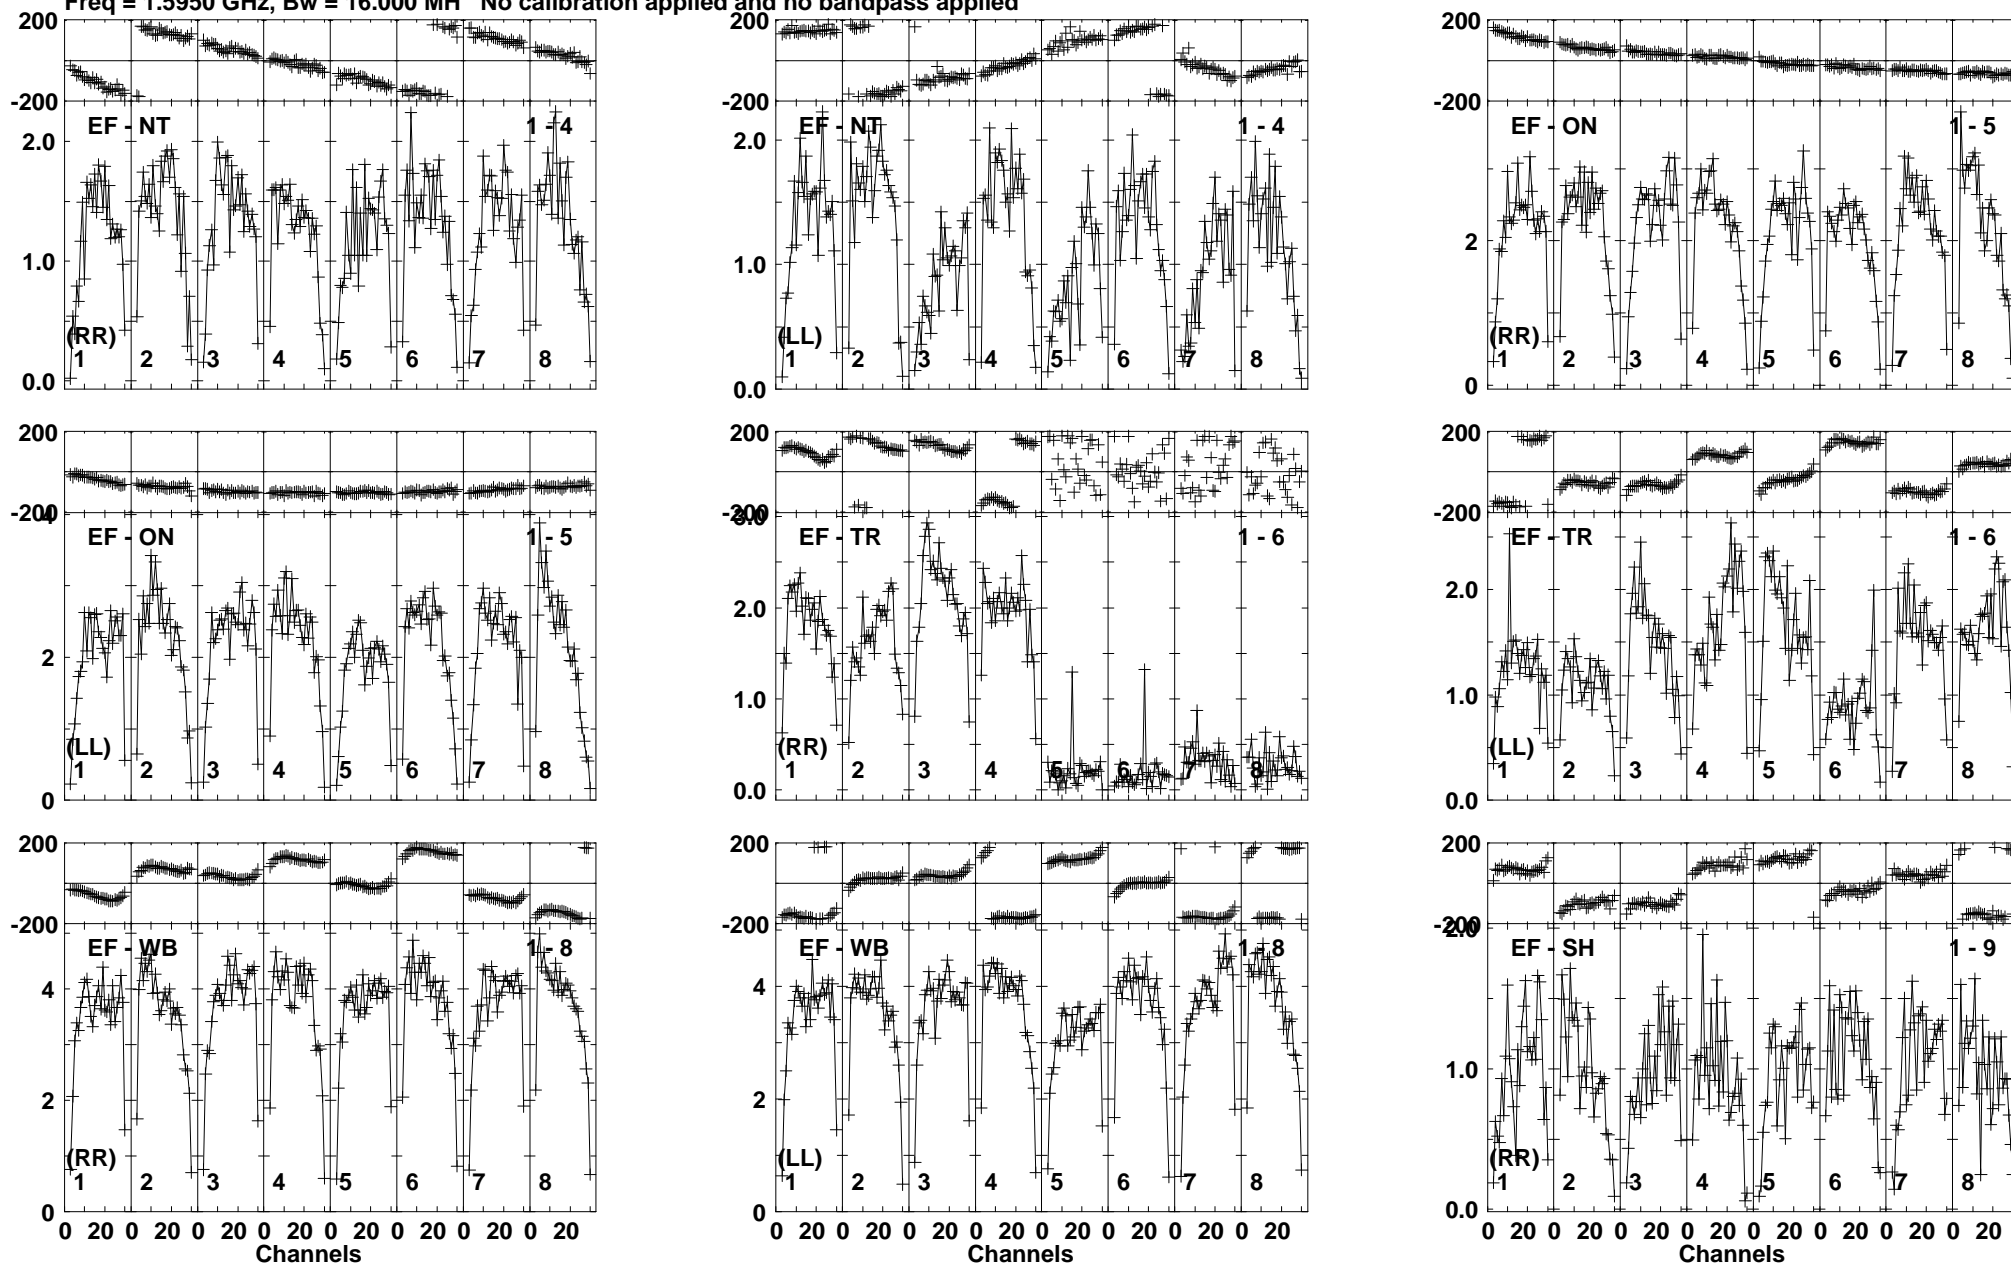 Freq = 1.5950 GHz, Bw = 16.000 MH No calibration applied and no bandpass applied
200 200 200
-200 -200 -200
EF - NT 1 - 4 EF - NT 1 - 4 EF - ON 1 - 5
2.0 2.0
1.0 1.0 2
(RR) (LL) (RR)
1 2 3 4 5 6 7 8 1 2 3 4 5 6 7 8 1 2 3 4 5 6 7 8
0.0 0.0 0
200 200 200
-200 -200 -200
4 3.0
EF - ON 1 - 5 EF - TR 1 - 6 EF - TR 1 - 6
2 2.0 2.0
1.0 1.0
(LL) (RR) (LL)
1 2 3 4 5 6 7 8 1 2 3 4 5 6 7 8 1 2 3 4 5 6 7 8
0 0.0 0.0
200 200 200
-200 -200 -200
2.0
EF - WB 1 - 8 EF - WB 1 - 8 EF - SH 1 - 9
4 4
2 2 1.0
(RR) (LL) (RR)
1 2 3 4 5 6 7 8 1 2 3 4 5 6 7 8 1 2 3 4 5 6 7 8
0 0 0.0
0 20 0 20 0 20 0 20 0 20 0 20 0 20 0 20 0 20 0 20 0 20 0 20 0 20 0 20 0 20 0 20 0 20 0 20 0 20 0 20 0 20 0 20 0 20 0 20
Channels Channels Channels